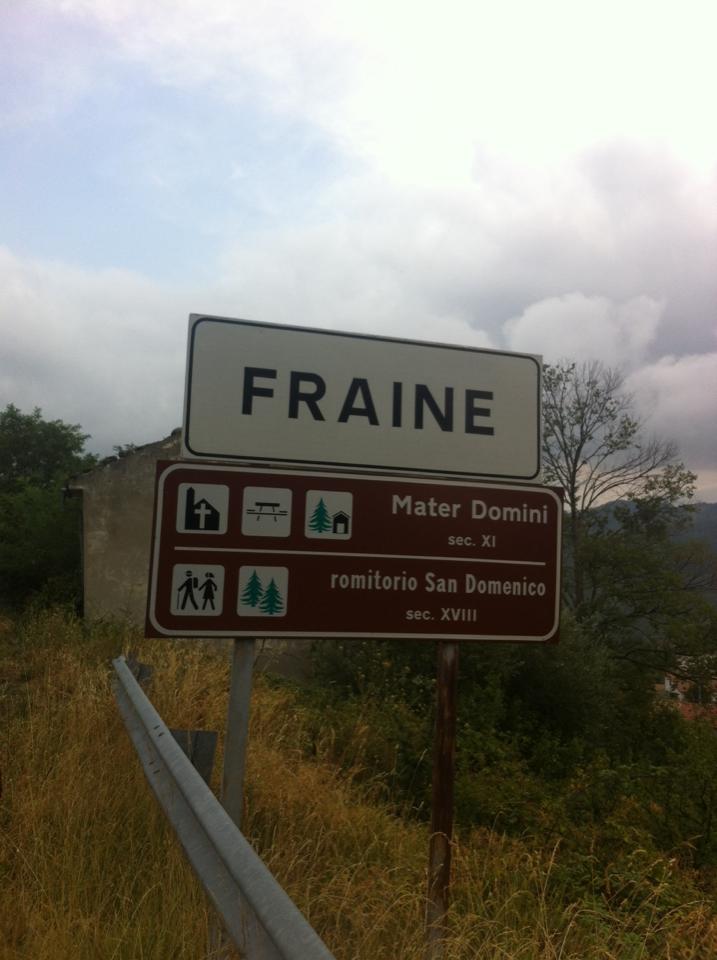 FRAINE
Mater Domini
sec. XI
romitorio San Domenico
sec. XVIII